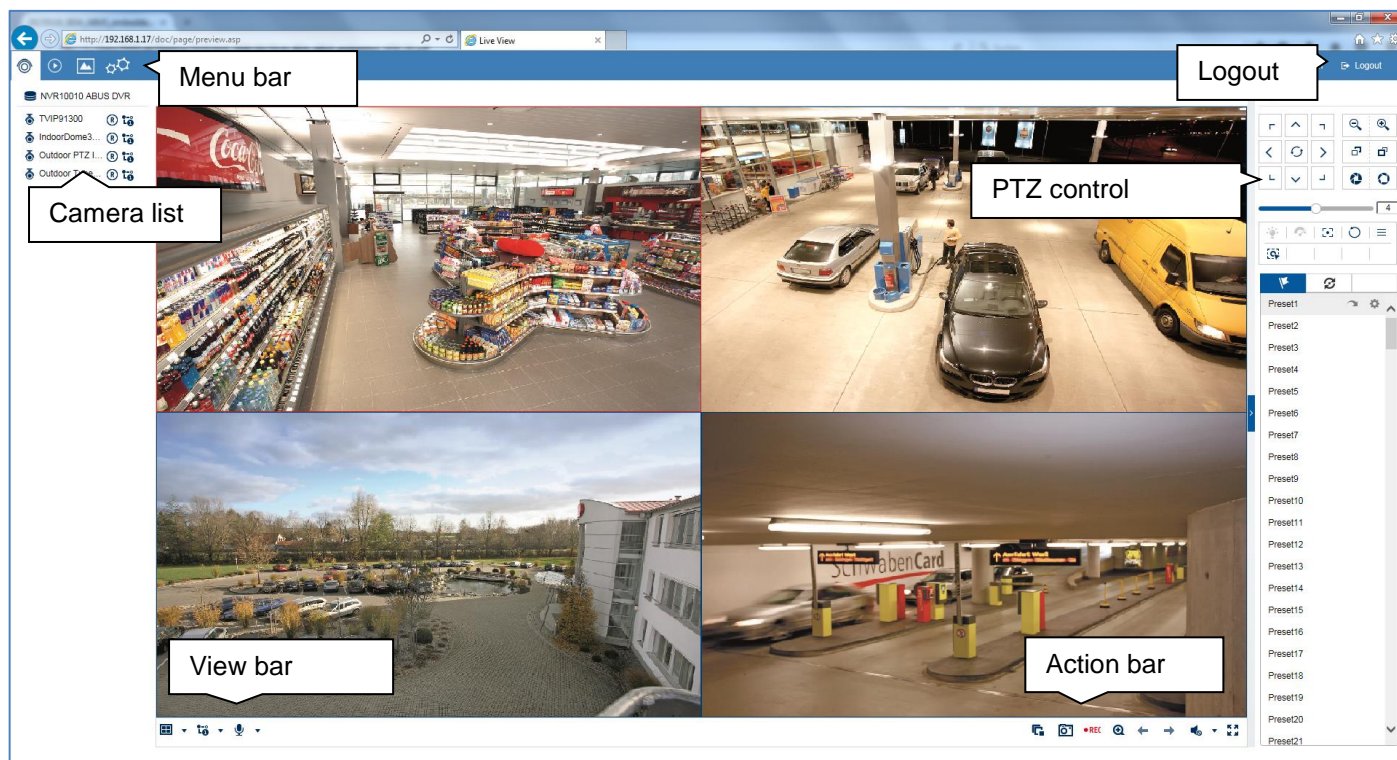 http://192.168.1.17/doc/page/preview.asp
Live View
Menu bar
Logout
Logout
NVR10010 ABUS DVR
TVIP91300
IndoorDome3...
Outdoor PTZ I...
Outdoor
Camera list
Coca
PTZ control
4
Preset1
Preset2
Preset3
Preset4
Preset5
Preset6
Preset7
Preset8
Preset9
Preset10
Preset11
Preset12
Preset13
Preset14
Preset15
Preset16
Preset17
Preset18
Preset19
Preset20
Preset21
SchwabenCard
View bar
Action bar
REC